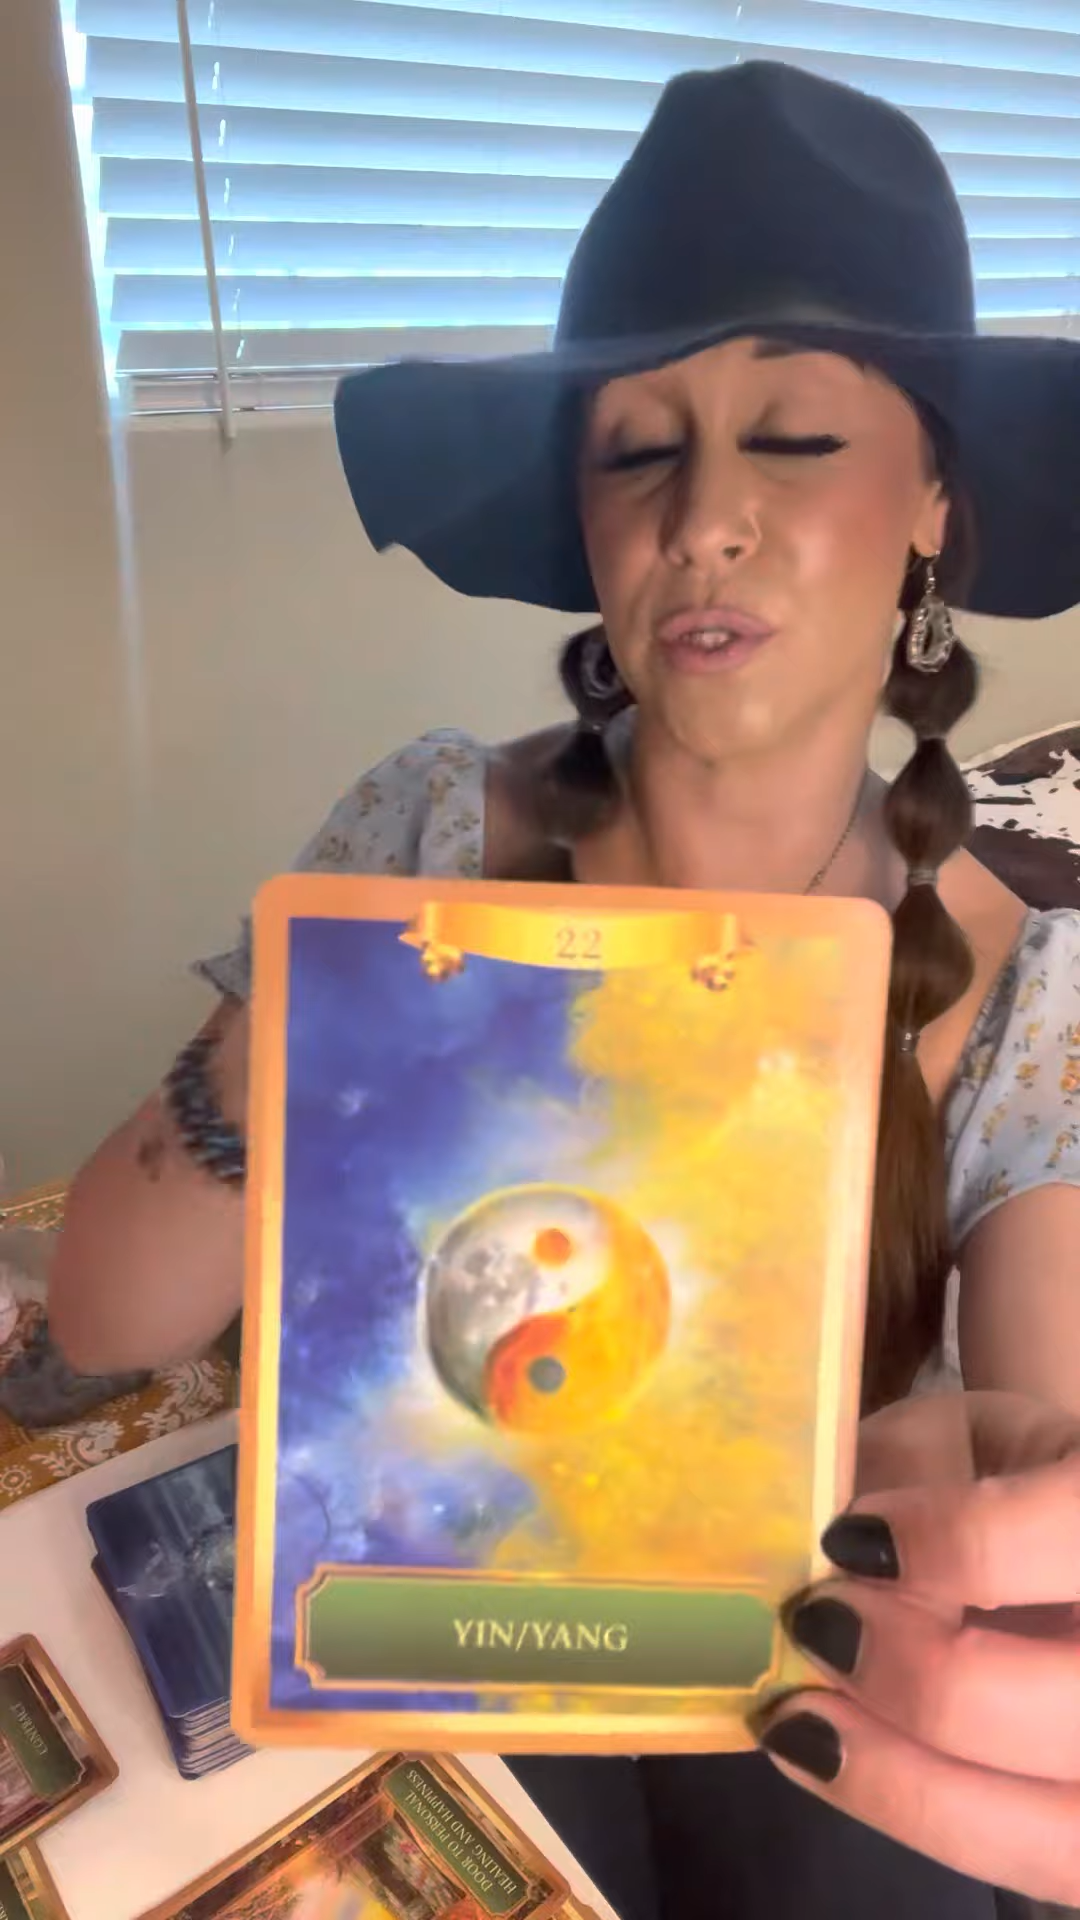 22
YIN/YANG
CONTRACT
DOOR TO PERSONAL
HEALING AND HAPPINESS